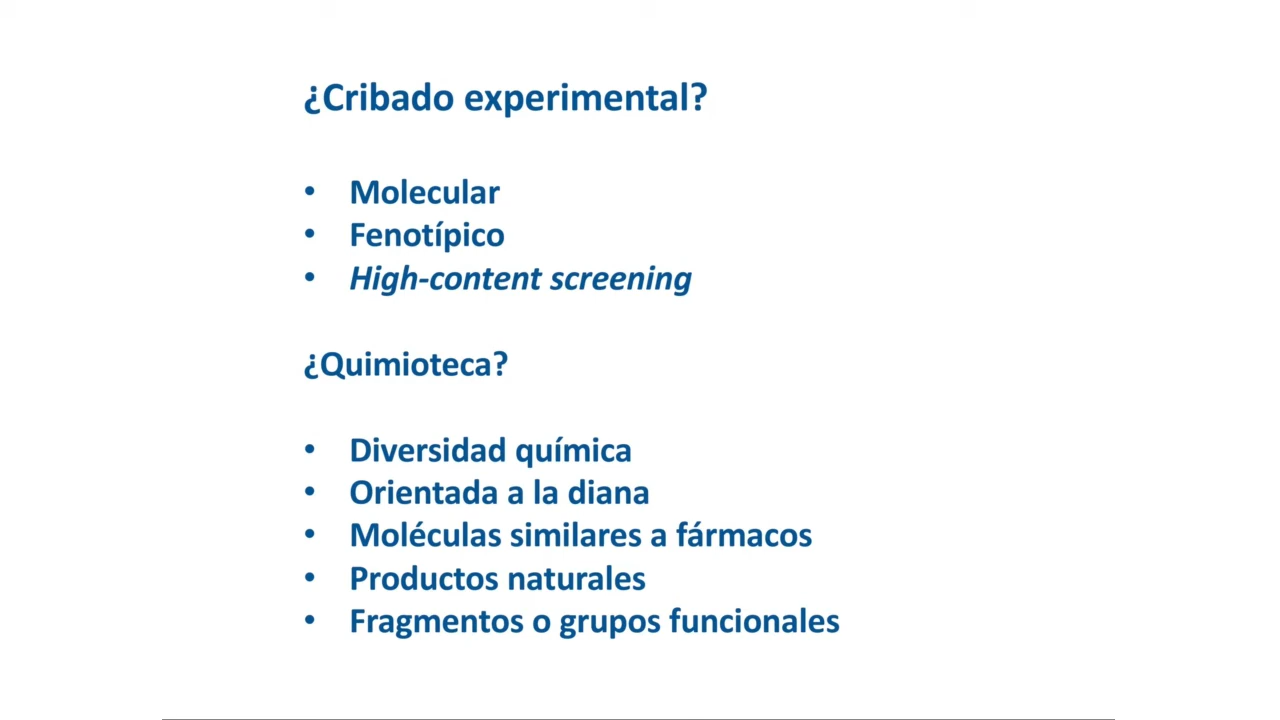 ¿Cribado experimental?
• Molecular
• Fenotípico
• High-content screening
¿Quimioteca?
• Diversidad química
• Orientada a la diana
• Moléculas similares a fármacos
• Productos naturales
• Fragmentos o grupos funcionales